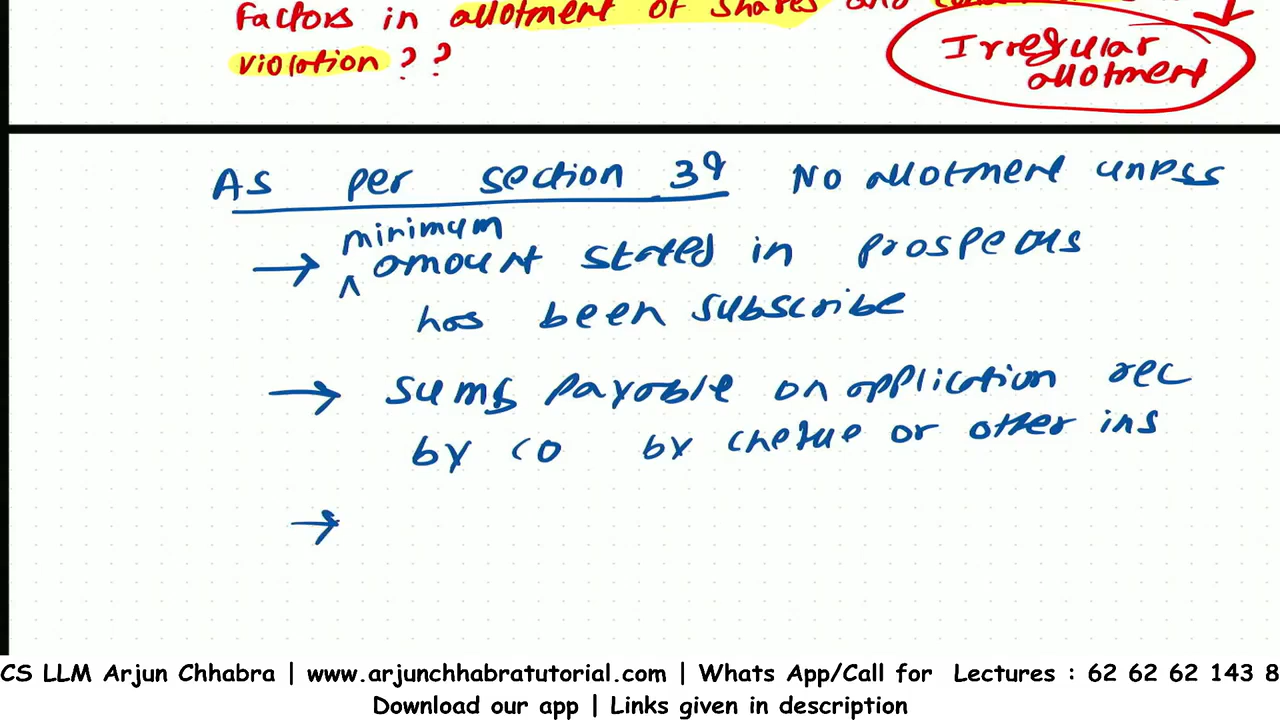 Factors in allotment of shares and
violation ? ?
Irregular
allotment
As per section 39 No allotment unless
minimum
→ ^ amount stated in prospectus
has been subscribe
→ sums payable on application rec
by co by cheque or other ins
→
CS LLM Arjun Chhabra | www.arjunchhabratutorial.com | Whats App/Call for Lectures : 62 62 62 143 8
Download our app | Links given in description